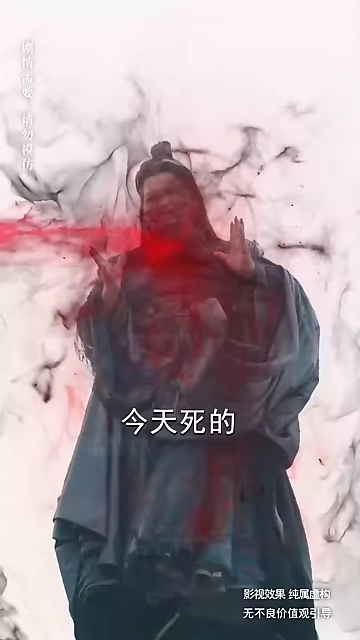 剧情需要 请勿模仿
今天死的
影视效果 纯属虚构
无不良价值观引导